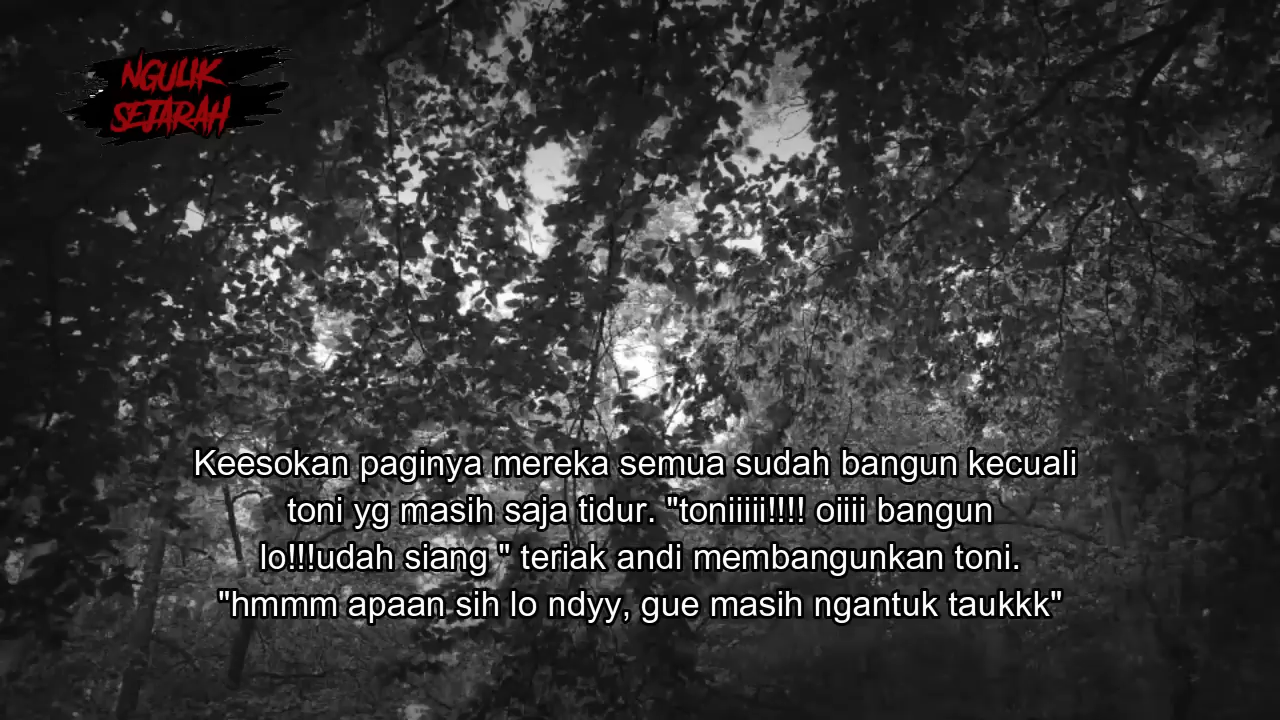 NGULIK
SEJARAH
Keesokan paginya mereka semua sudah bangun kecuali
toni yg masih saja tidur. "toniiiii!!!! oiiii bangun
lo!!!udah siang " teriak andi membangunkan toni.
"hmmm apaan sih lo ndyy, gue masih ngantuk taukkk"